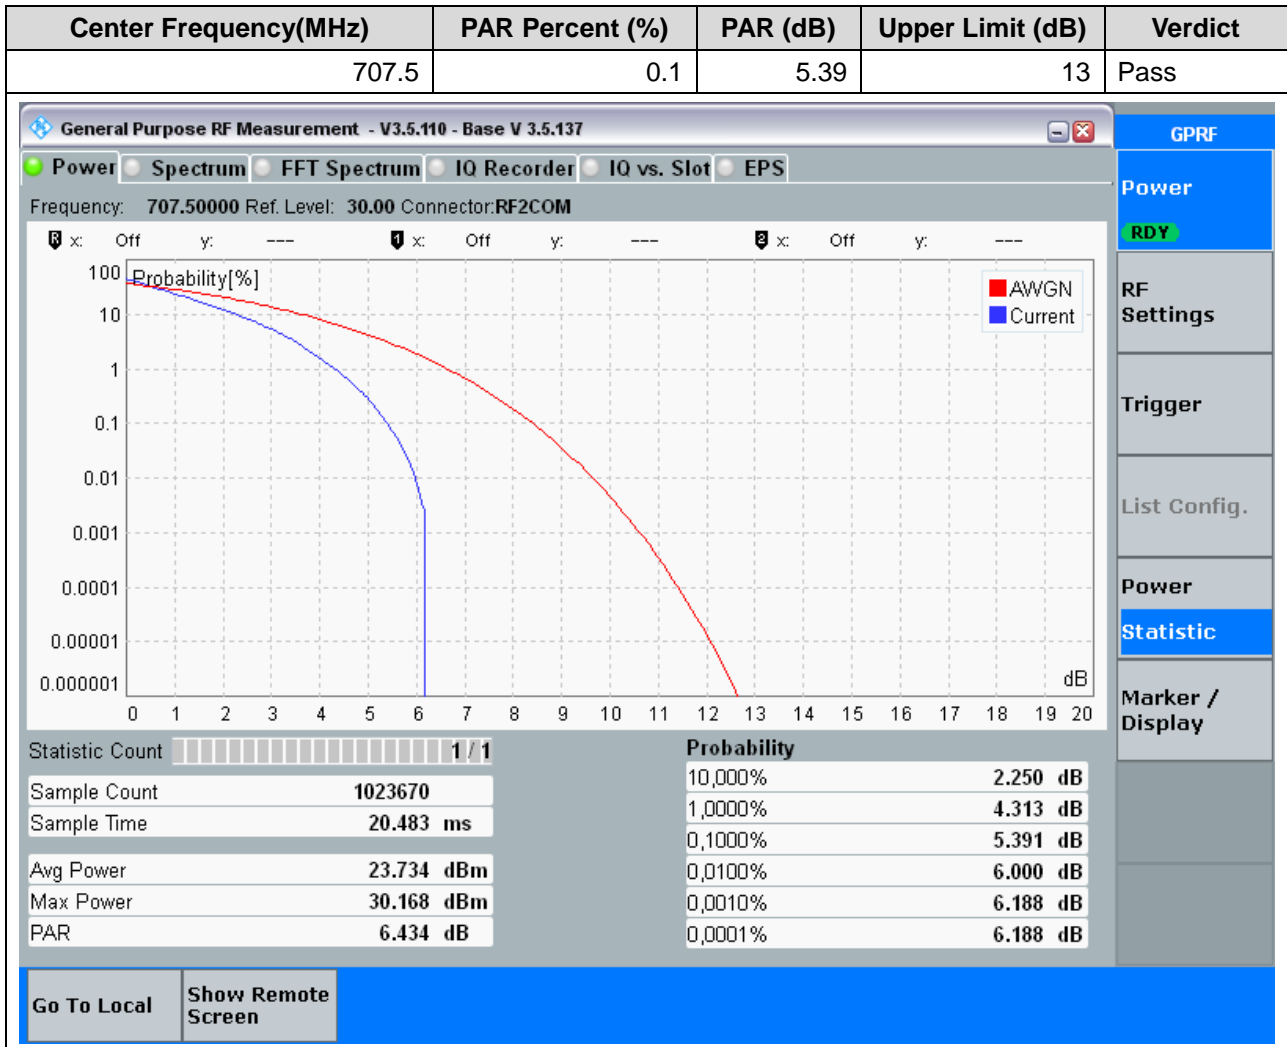 Center Frequency(MHz) PAR Percent (%) PAR (dB) Upper Limit (dB) Verdict
707.5 0.1 5.39 13 Pass
General Purpose RF Measurement - V3.5.110 - Base V 3.5.137
Power Spectrum FFT Spectrum IQ Recorder IQ vs. Slot EPS
Frequency: 707.50000 Ref. Level: 30.00 Connector:RF2COM
R x: Off y: --- 1 x: Off y: --- 2 x: Off y: ---
Probability[%]
100
10
1
0.1
0.01
0.001
0.0001
0.00001
0.000001
AWGN
Current
dB
0 1 2 3 4 5 6 7 8 9 10 11 12 13 14 15 16 17 18 19 20
Statistic Count 1 / 1
Sample Count 1023670
Sample Time 20.483 ms
Avg Power 23.734 dBm
Max Power 30.168 dBm
PAR 6.434 dB
Probability
10,000% 2.250 dB
1,0000% 4.313 dB
0,1000% 5.391 dB
0,0100% 6.000 dB
0,0010% 6.188 dB
0,0001% 6.188 dB
GPRF
Power
RDY
RF
Settings
Trigger
List Config.
Power
Statistic
Marker /
Display
Go To Local
Show Remote
Screen